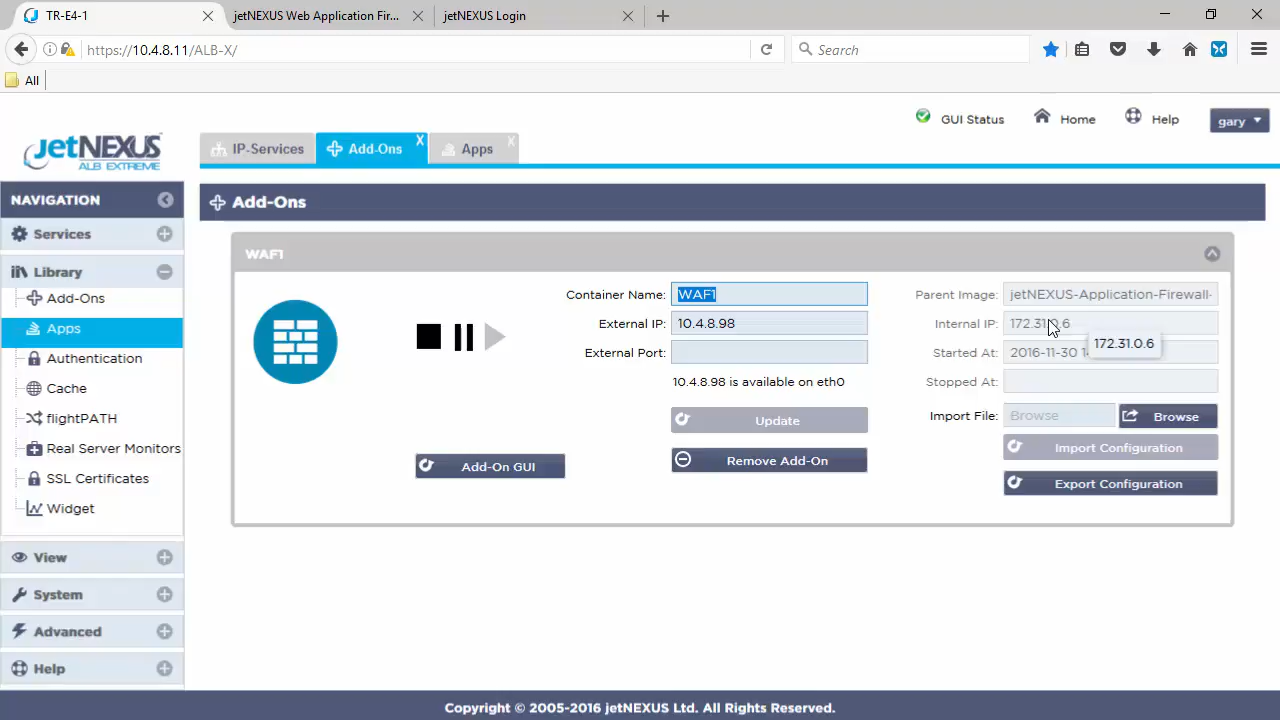 TR-E4-1
jetNEXUS Web Application Fir...
jetNEXUS Login
https://10.4.8.11/ALB-X/
Search
All
GUI Status
Home
Help
gary
jetNEXUS
ALB EXTREME
IP-Services
Add-Ons
X
Apps
X
NAVIGATION
Services
Library
Add-Ons
Apps
Authentication
Cache
flightPATH
Real Server Monitors
SSL Certificates
Widget
View
System
Advanced
Help
Add-Ons
WAF1
Container Name: WAF1
External IP: 10.4.8.98
External Port:
10.4.8.98 is available on eth0
Update
Remove Add-On
Add-On GUI
Parent Image: jetNEXUS-Application-Firewall-
Internal IP: 172.31.0.6
172.31.0.6
Started At: 2016-11-30 1
Stopped At:
Import File: Browse Browse
Import Configuration
Export Configuration
Copyright © 2005-2016 jetNEXUS Ltd. All Rights Reserved.